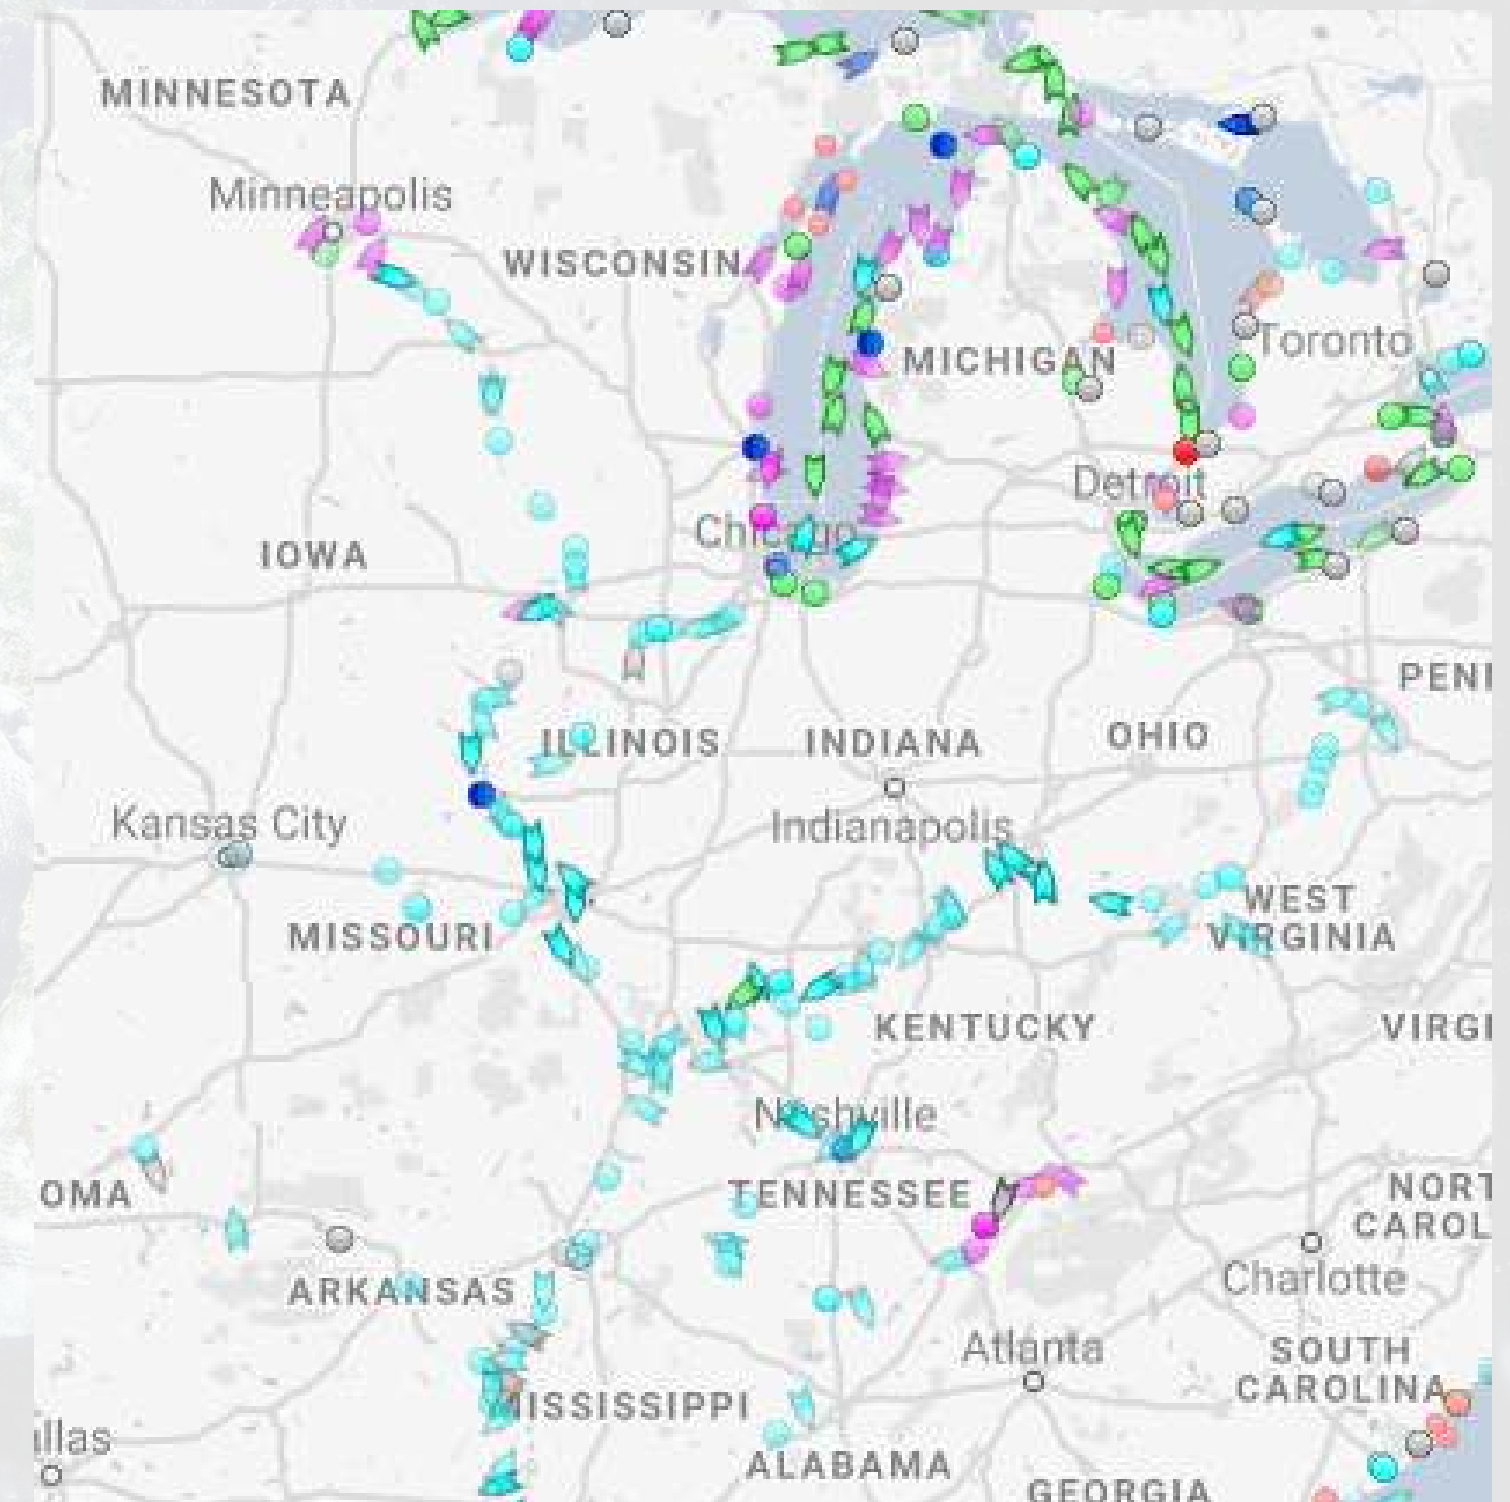 MINNESOTA
Minneapolis
WISCONSIN
Toronto
MICHIGAN
Detroit
Chicago
IOWA
PENN
ILLINOIS
INDIANA
OHIO
Kansas City
Indianapolis
WEST
VIRGINIA
MISSOURI
KENTUCKY
VIRGI
Nashville
OMA
TENNESSEE
NORT
CAROL
Charlotte
ARKANSAS
Atlanta
SOUTH
CAROLINA
MISSISSIPPI
allas
ALABAMA
GEORGIA